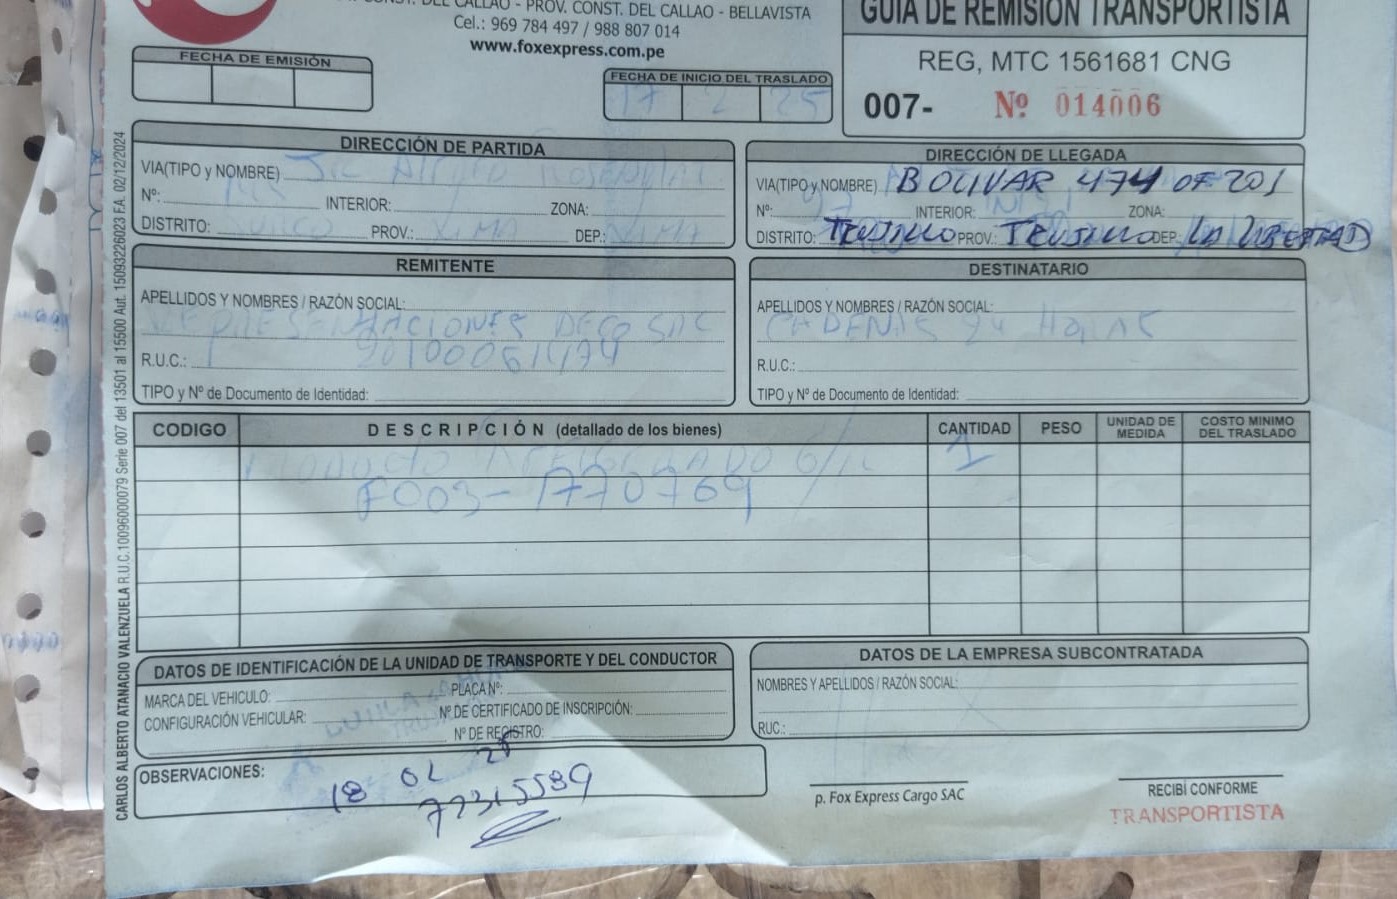 CONST. DEL CALLAO - PROV. CONST. DEL CALLAO - BELLAVISTA
Cel.: 969 784 497 / 988 807 014
www.foxexpress.com.pe
GUIA DE REMISIÓN TRANSPORTISTA
REG, MTC 1561681 CNG
007- Nº 014006
FECHA DE EMISIÓN
FECHA DE INICIO DEL TRASLADO
17 2 25
DIRECCIÓN DE PARTIDA
VIA(TIPO y NOMBRE)
Nº: INTERIOR: ZONA:
DISTRITO: PROV.: LIMA DEP.: LIMA
DIRECCIÓN DE LLEGADA
VIA(TIPO y NOMBRE) BOLIVAR 474 OF 201
Nº: INTERIOR: ZONA:
DISTRITO: TRUJILLO PROV.: TRUJILLO DEP. LA LIBERTAD
REMITENTE
APELLIDOS Y NOMBRES / RAZÓN SOCIAL:
REPRESENTACIONES DECO SAC
R.U.C.:
TIPO y Nº de Documento de Identidad:
DESTINATARIO
APELLIDOS Y NOMBRES / RAZÓN SOCIAL:
CADENAS 24 HORAS
R.U.C.:
TIPO y Nº de Documento de Identidad:
CODIGO DESCRIPCIÓN (detallado de los bienes) CANTIDAD PESO UNIDAD DE MEDIDA COSTO MINIMO DEL TRASLADO
1
F003-1770769
DATOS DE IDENTIFICACIÓN DE LA UNIDAD DE TRANSPORTE Y DEL CONDUCTOR
MARCA DEL VEHICULO: PLACA Nº:
CONFIGURACIÓN VEHICULAR: Nº DE CERTIFICADO DE INSCRIPCIÓN:
Nº DE REGISTRO:
DATOS DE LA EMPRESA SUBCONTRATADA
NOMBRES Y APELLIDOS / RAZÓN SOCIAL:
RUC.:
OBSERVACIONES:
18 02 25
77315589
p. Fox Express Cargo SAC
RECIBÍ CONFORME
TRANSPORTISTA
CARLOS ALBERTO ATANACIO VALENZUELA R.U.C.10096000079 Serie 007 del 13501 al 15500 Aut. 15093226023 F.A. 02/12/2024